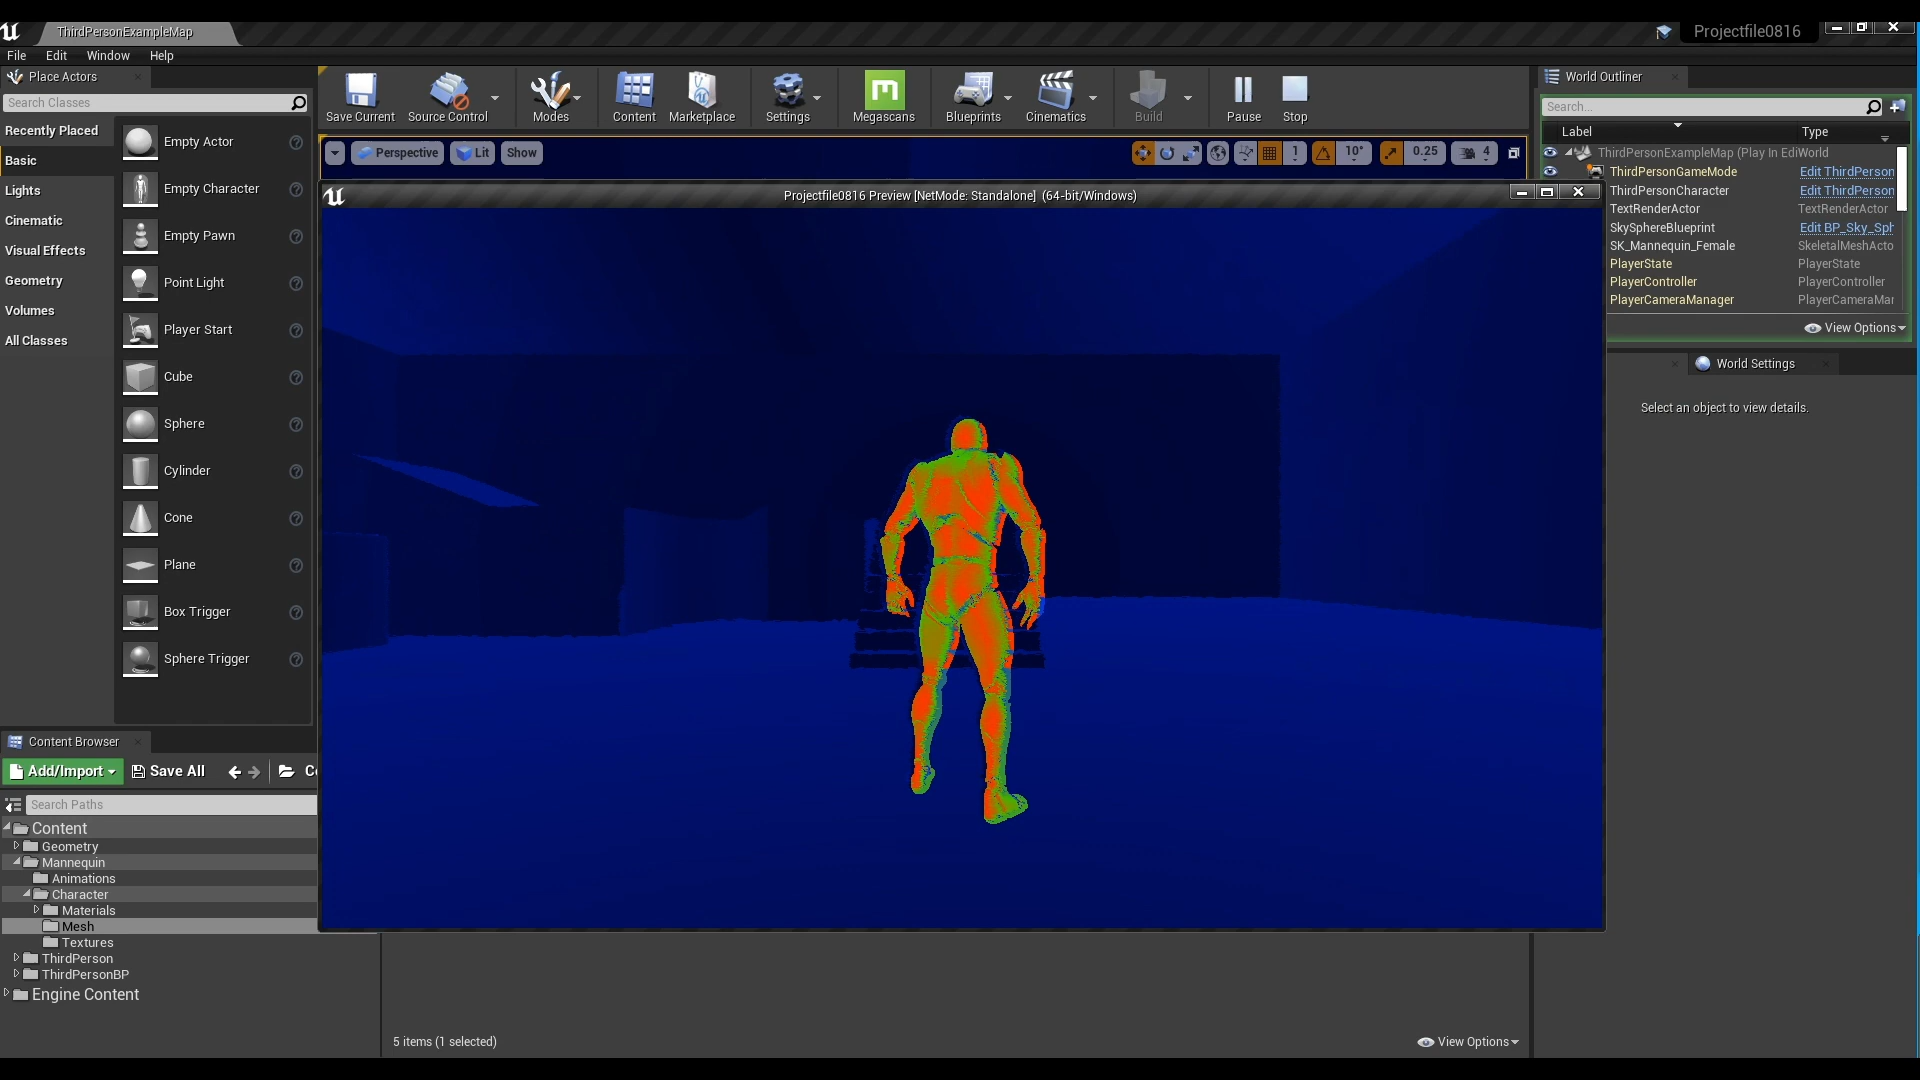 ThirdPersonExampleMap
Projectfile0816
File Edit Window Help
Place Actors
Search Classes
Recently Placed
Basic
Lights
Cinematic
Visual Effects
Geometry
Volumes
All Classes
Empty Actor
Empty Character
Empty Pawn
Point Light
Player Start
Cube
Sphere
Cylinder
Cone
Plane
Box Trigger
Sphere Trigger
Save Current
Source Control
Modes
Content
Marketplace
Settings
Megascans
Blueprints
Cinematics
Build
Pause
Stop
Perspective Lit Show
1 10° 0.25 4
Projectfile0816 Preview [NetMode: Standalone] (64-bit/Windows)
World Outliner
Search...
Label Type
ThirdPersonExampleMap (Play In Edi World
ThirdPersonGameMode Edit ThirdPerson
ThirdPersonCharacter Edit ThirdPerson
TextRenderActor TextRenderActor
SkySphereBlueprint Edit BP_Sky_Sph
SK_Mannequin_Female SkeletalMeshActo
PlayerState PlayerState
PlayerController PlayerController
PlayerCameraManager PlayerCameraMar
View Options
World Settings
Select an object to view details.
Content Browser
Add/Import Save All
Search Paths
Content
Geometry
Mannequin
Animations
Character
Materials
Mesh
Textures
ThirdPerson
ThirdPersonBP
Engine Content
5 items (1 selected)
View Options